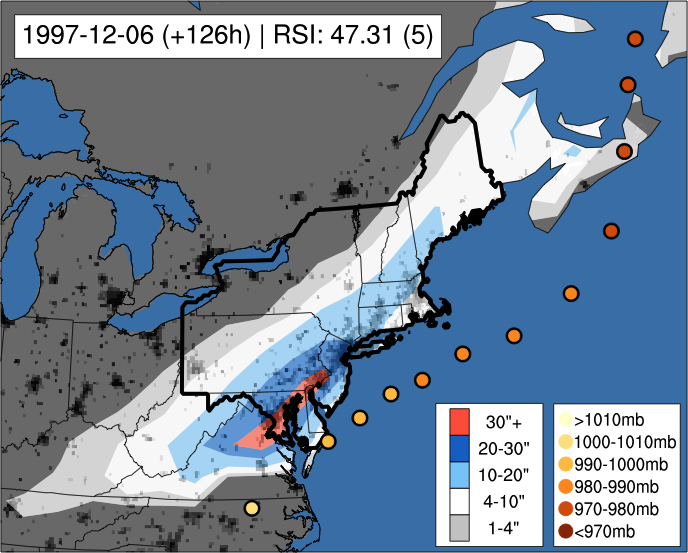 1997-12-06 (+126h) | RSI: 47.31 (5)
30"+
20-30"
10-20"
4-10"
1-4"
>1010mb
1000-1010mb
990-1000mb
980-990mb
970-980mb
<970mb